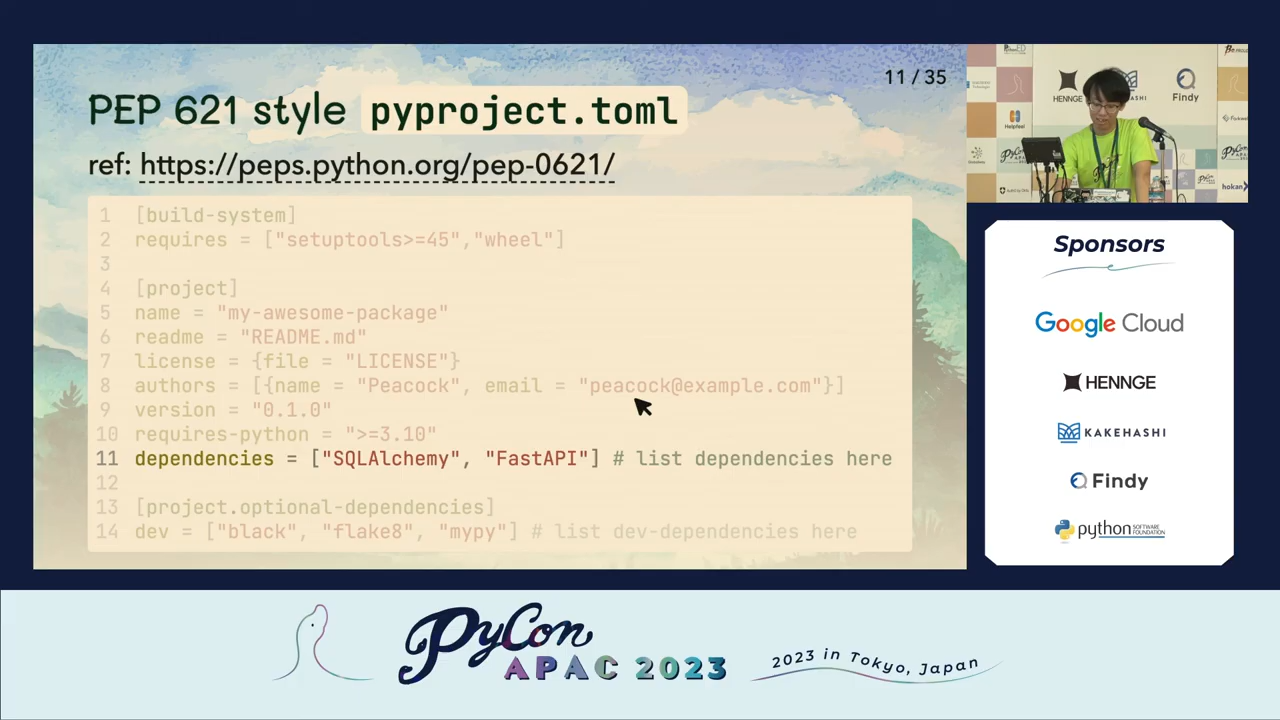 11 / 35
PEP 621 style pyproject.toml
ref: https://peps.python.org/pep-0621/
1 [build-system]
2 requires = ["setuptools>=45","wheel"]
3
4 [project]
5 name = "my-awesome-package"
6 readme = "README.md"
7 license = {file = "LICENSE"}
8 authors = [{name = "Peacock", email = "peacock@example.com"}]
9 version = "0.1.0"
10 requires-python = ">=3.10"
11 dependencies = ["SQLAlchemy", "FastAPI"] # list dependencies here
12
13 [project.optional-dependencies]
14 dev = ["black", "flake8", "mypy"] # list dev-dependencies here
HENNGE
KAKEHASHI
Findy
Helpfeel
hokan
Sponsors
Google Cloud
HENNGE
KAKEHASHI
Findy
python SOFTWARE FOUNDATION
PyCon
APAC 2023
2023 in Tokyo, Japan